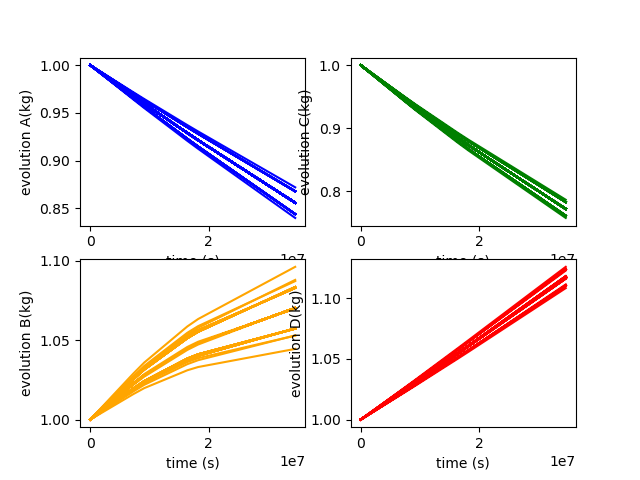 evolution A(kg)
1.00
0.95
0.90
0.85
0
2
time (s)
1e7
evolution C(kg)
1.0
0.9
0.8
0
2
time (s)
1e7
evolution B(kg)
1.10
1.05
1.00
0
2
time (s)
1e7
evolution D(kg)
1.10
1.05
1.00
0
2
time (s)
1e7